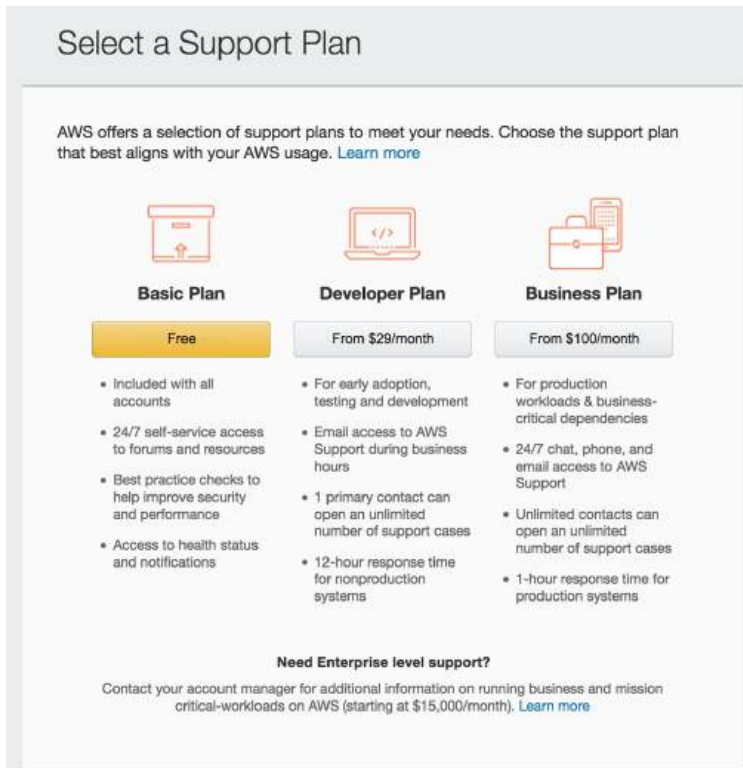 Select a Support Plan
AWS offers a selection of support plans to meet your needs. Choose the support plan
that best aligns with your AWS usage. Learn more
</>
Basic Plan
Free
• Included with all
accounts
• 24/7 self-service access
to forums and resources
• Best practice checks to
help improve security
and performance
• Access to health status
and notifications
Developer Plan
From $29/month
• For early adoption,
testing and development
• Email access to AWS
Support during business
hours
• 1 primary contact can
open an unlimited
number of support cases
• 12-hour response time
for nonproduction
systems
Business Plan
From $100/month
• For production
workloads & business-
critical dependencies
• 24/7 chat, phone, and
email access to AWS
Support
• Unlimited contacts can
open an unlimited
number of support cases
• 1-hour response time for
production systems
Need Enterprise level support?
Contact your account manager for additional information on running business and mission
critical-workloads on AWS (starting at $15,000/month). Learn more